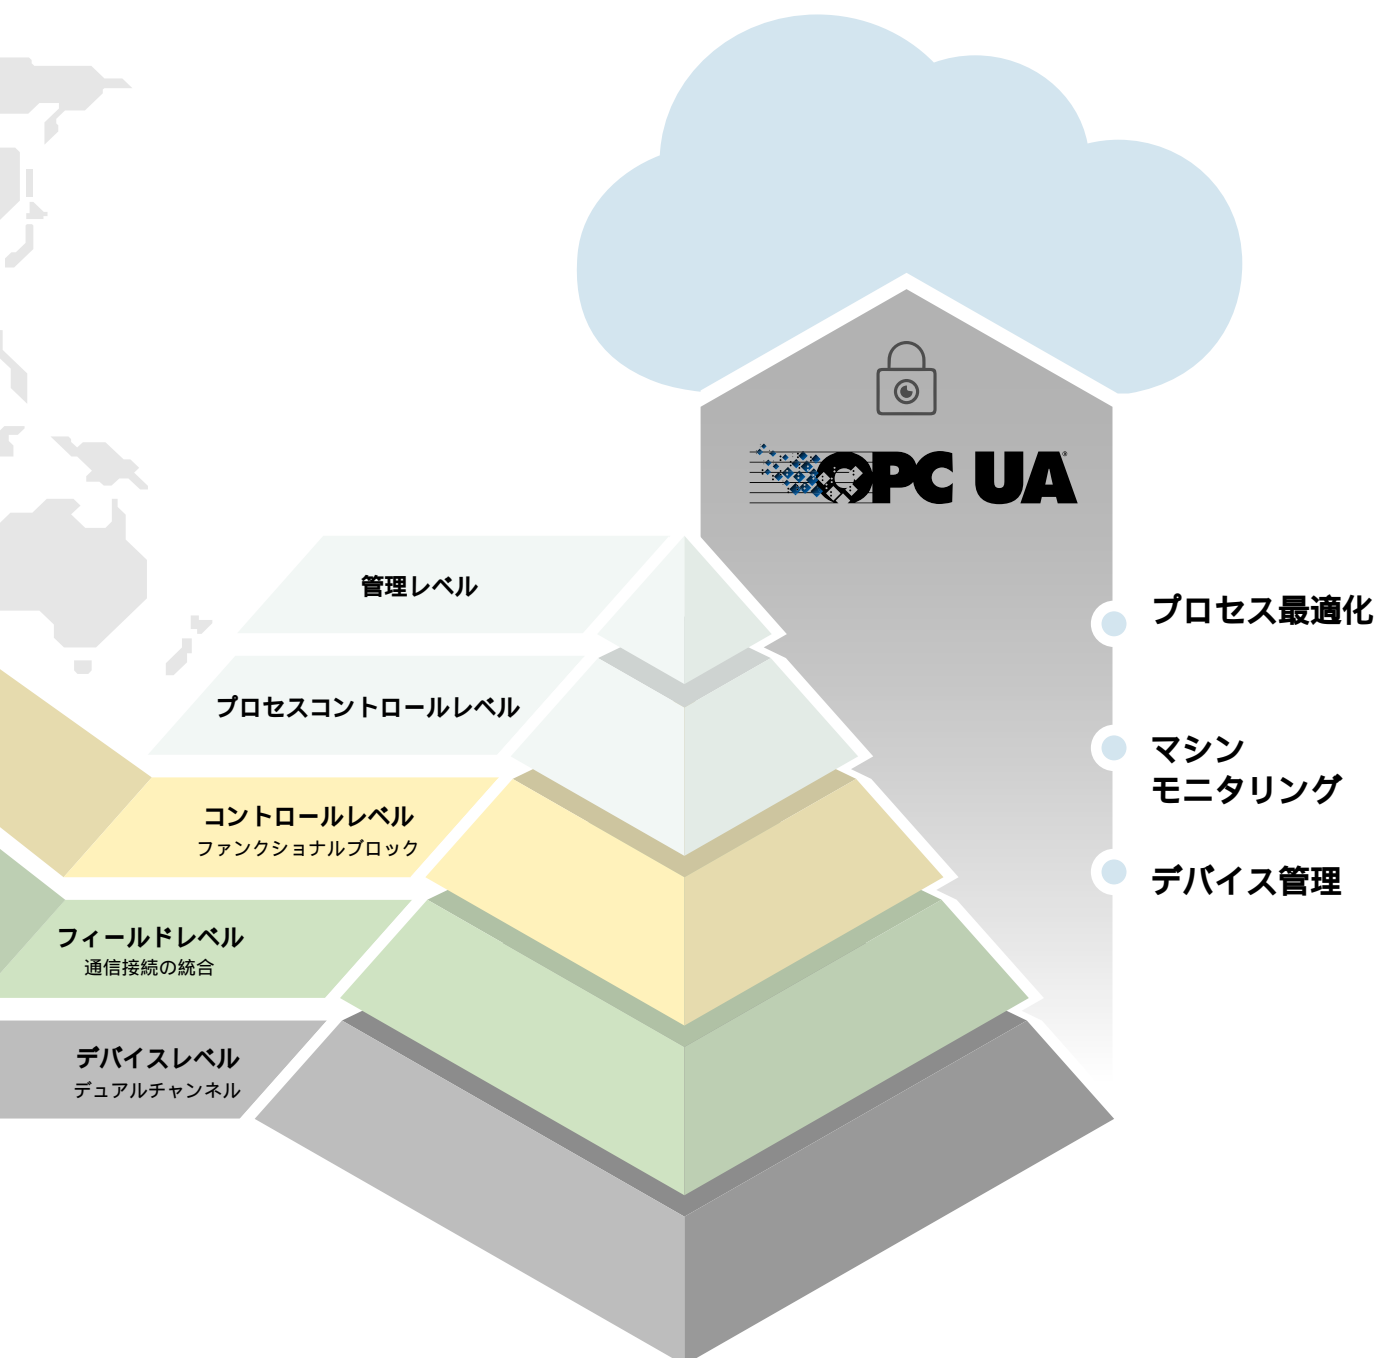 OPC UA
管理レベル
プロセスコントロールレベル
コントロールレベル
ファンクショナルブロック
フィールドレベル
通信接続の統合
デバイスレベル
デュアルチャンネル
プロセス最適化
マシン
モニタリング
デバイス管理